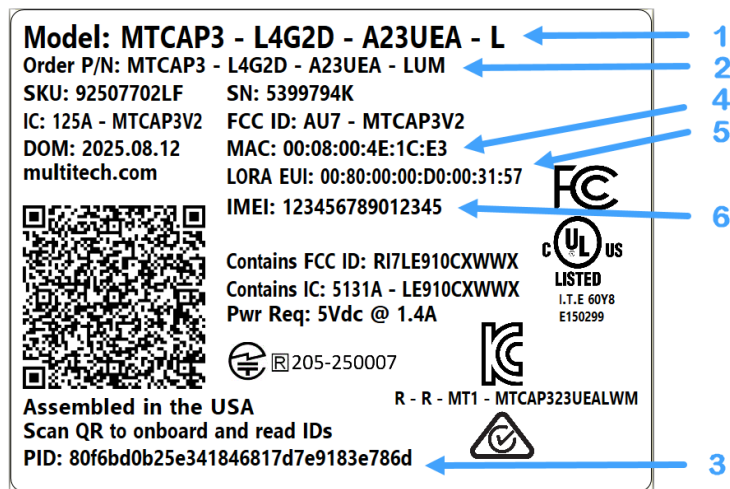 Model: MTCAP3 - L4G2D - A23UEA - L
1
Order P/N: MTCAP3 - L4G2D - A23UEA - LUM
2
SKU: 92507702LF
SN: 5399794K
4
IC: 125A - MTCAP3V2
FCC ID: AU7 - MTCAP3V2
5
DOM: 2025.08.12
MAC: 00:08:00:4E:1C:E3
multitech.com
LORA EUI: 00:80:00:00:D0:00:31:57
FC
IMEI: 123456789012345
6
C UL US
LISTED
I.T.E 60Y8
E150299
Contains FCC ID: RI7LE910CXWWX
Contains IC: 5131A - LE910CXWWX
Pwr Req: 5Vdc @ 1.4A
R 205-250007
R - R - MT1 - MTCAP323UEALWM
Assembled in the USA
Scan QR to onboard and read IDs
PID: 80f6bd0b25e341846817d7e9183e786d
3